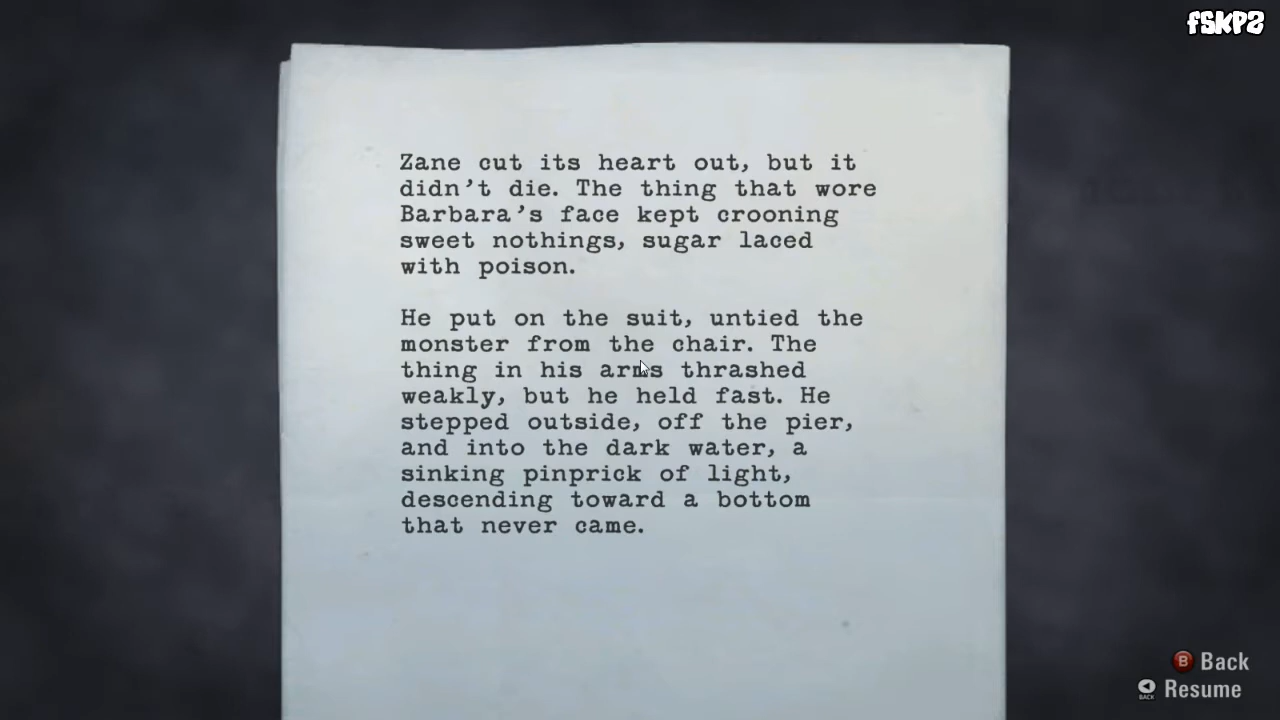 fSKPZ
Zane cut its heart out, but it
didn't die. The thing that wore
Barbara's face kept crooning
sweet nothings, sugar laced
with poison.
He put on the suit, untied the
monster from the chair. The
thing in his arms thrashed
weakly, but he held fast. He
stepped outside, off the pier,
and into the dark water, a
sinking pinprick of light,
descending toward a bottom
that never came.
B Back
BACK Resume